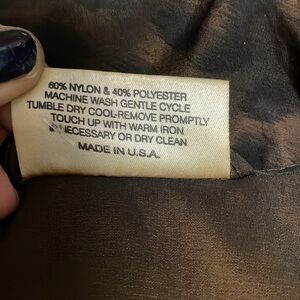 60% NYLON & 40% POLYESTER
MACHINE WASH GENTLE CYCLE
TUMBLE DRY COOL-REMOVE PROMPTLY
TOUCH UP WITH WARM IRON
IF NECESSARY OR DRY CLEAN
MADE IN U.S.A.